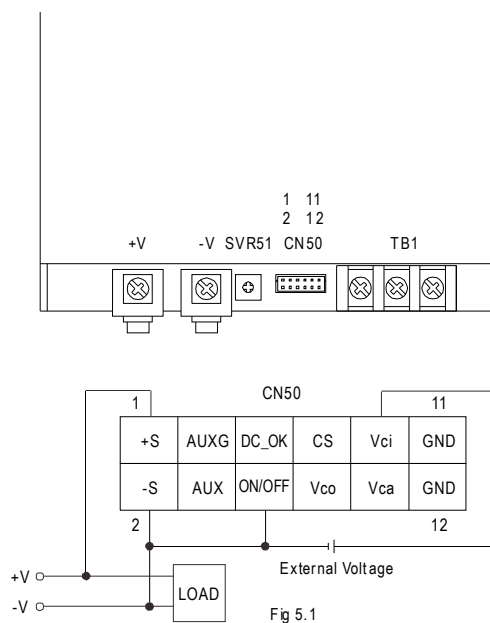 1 11
2 12
+V -V SVR51 CN50 TB1
CN50
1 11
+S AUXG DC_OK CS Vci GND
-S AUX ON/OFF Vco Vca GND
2 12
External Voltage
+V
LOAD
-V
Fig 5.1